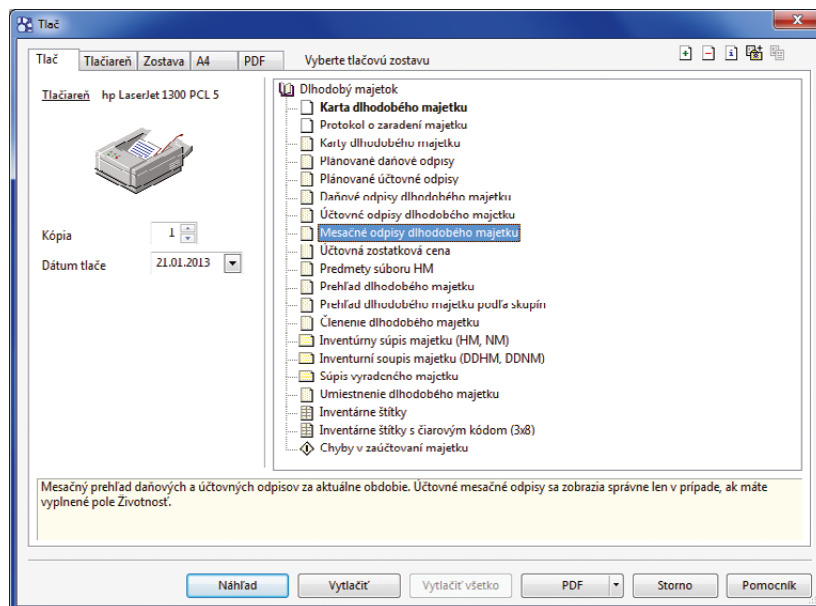 Tlač
Tlač Tlačiareň Zostava A4 PDF Vyberte tlačovú zostavu
Tlačiareň hp LaserJet 1300 PCL 5
Kópia 1
Dátum tlače 21.01.2013
Dlhodobý majetok
Karta dlhodobého majetku
Protokol o zaradení majetku
Karty dlhodobého majetku
Plánované daňové odpisy
Plánované účtovné odpisy
Daňové odpisy dlhodobého majetku
Účtovné odpisy dlhodobého majetku
Mesačné odpisy dlhodobého majetku
Účtovná zostatková cena
Predmety súboru HM
Prehľad dlhodobého majetku
Prehľad dlhodobého majetku podľa skupín
Členenie dlhodobého majetku
Inventúrny súpis majetku (HM, NM)
Inventurní soupis majetku (DDHM, DDNM)
Súpis vyradeného majetku
Umiestnenie dlhodobého majetku
Inventárne štítky
Inventárne štítky s čiarovým kódom (3x8)
Chyby v zaúčtovaní majetku
Mesačný prehľad daňových a účtovných odpisov za aktuálne obdobie. Účtovné mesačné odpisy sa zobrazia správne len v prípade, ak máte
vyplnené pole Životnosť.
Náhľad Vytlačiť Vytlačiť všetko PDF Storno Pomocník